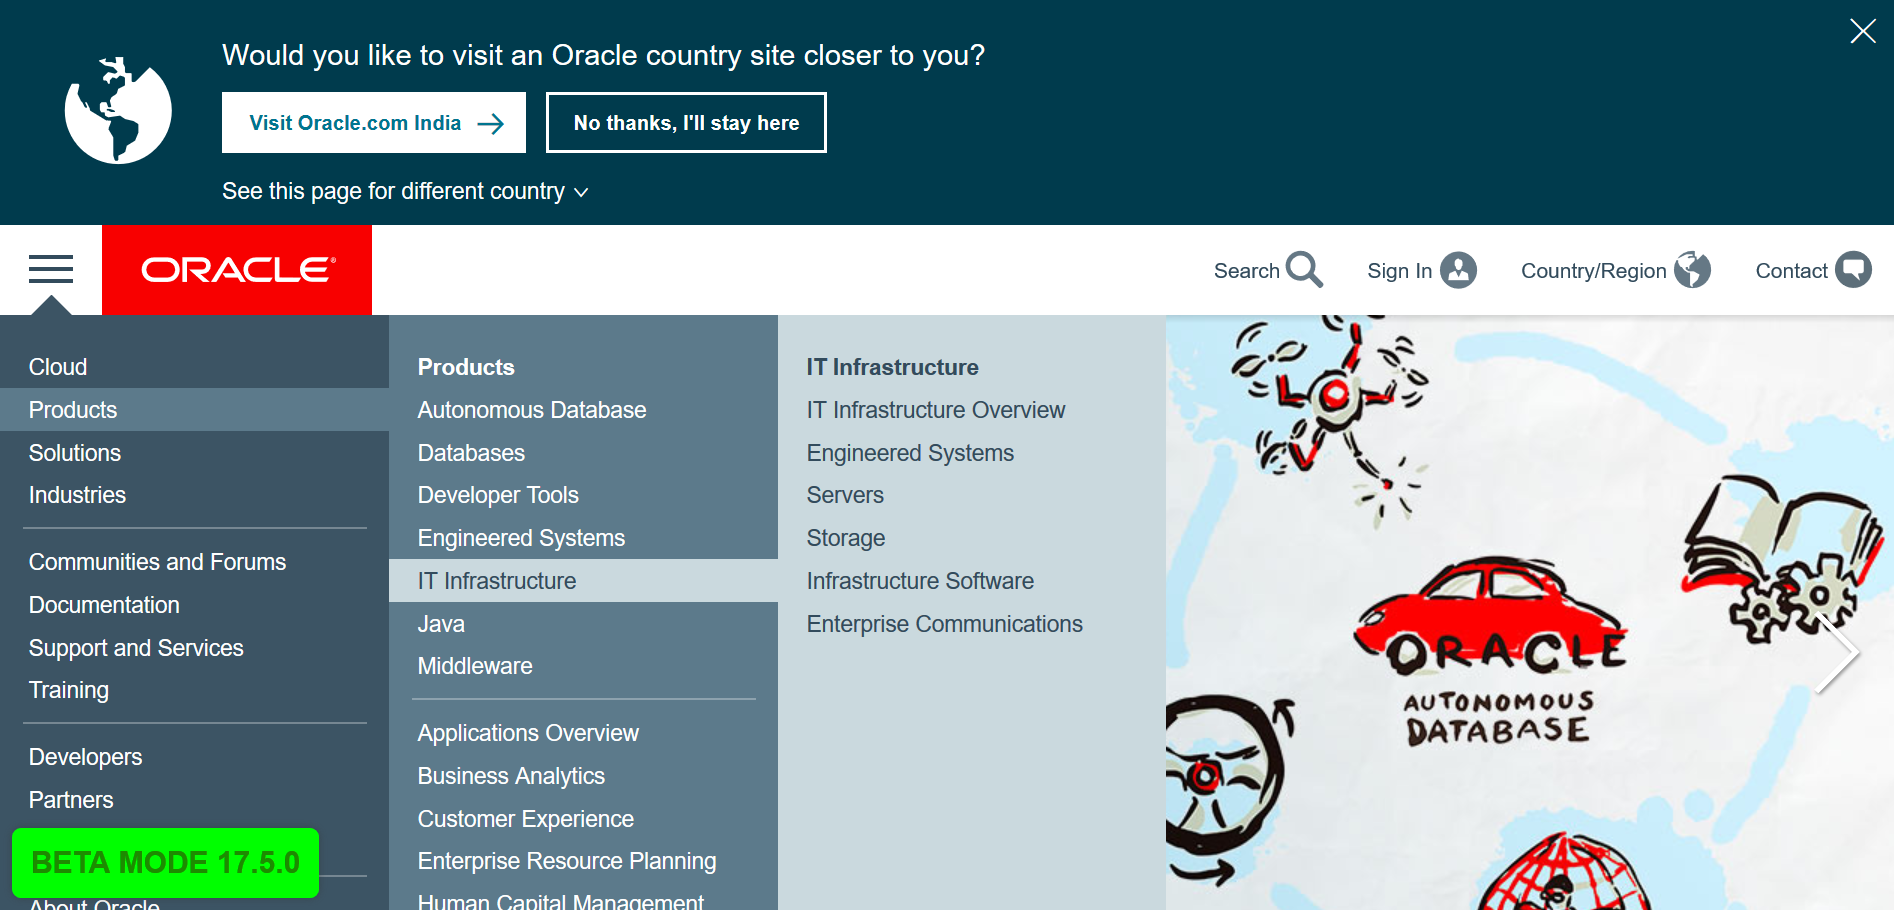 Would you like to visit an Oracle country site closer to you?
Visit Oracle.com India
No thanks, I'll stay here
See this page for different country
ORACLE®
Search
Sign In
Country/Region
Contact
Cloud
Products
Solutions
Industries
Communities and Forums
Documentation
Support and Services
Training
Developers
Partners
BETA MODE 17.5.0
About Oracle
Products
Autonomous Database
Databases
Developer Tools
Engineered Systems
IT Infrastructure
Java
Middleware
Applications Overview
Business Analytics
Customer Experience
Enterprise Resource Planning
Human Capital Management
IT Infrastructure
IT Infrastructure Overview
Engineered Systems
Servers
Storage
Infrastructure Software
Enterprise Communications
ORACLE
AUTONOMOUS
DATABASE